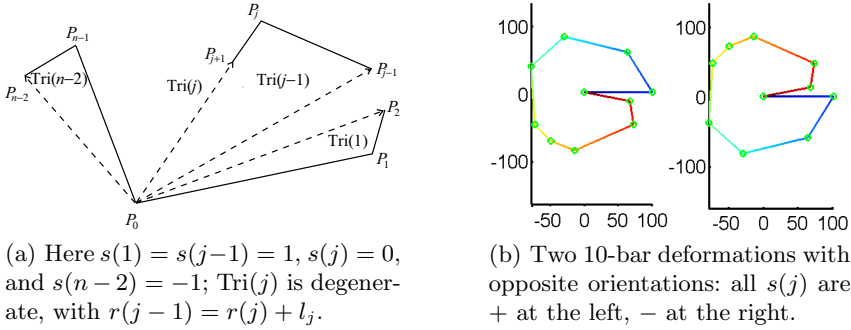 P_j
P_{n−1}
P_{j+1}
Tri(n−2)
Tri(j)
Tri(j−1)
P_{j−1}
P_{n−2}
P_2
Tri(1)
P_1
P_0
100
0
-100
-50 0 50 100
100
0
-100
-50 0 50 100
(a) Here s(1) = s(j−1) = 1, s(j) = 0,
and s(n − 2) = −1; Tri(j) is degener-
ate, with r(j − 1) = r(j) + l_j.
(b) Two 10-bar deformations with
opposite orientations: all s(j) are
+ at the left, − at the right.